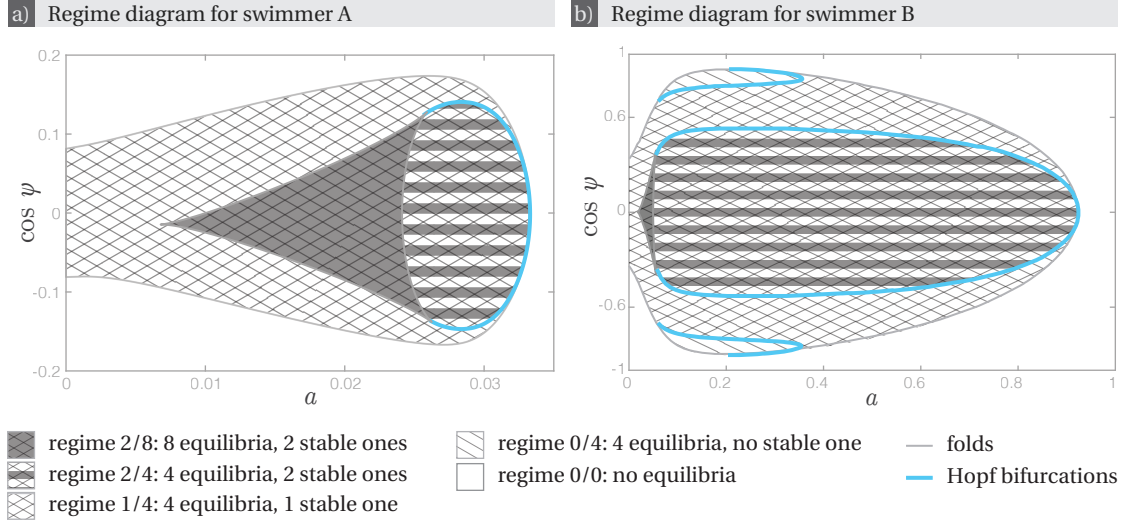 a) Regime diagram for swimmer A
0.2
0.1
0
-0.1
-0.2
cos ψ
0
0.01
0.02
0.03
a
b) Regime diagram for swimmer B
1
0.6
0
-0.6
-1
cos ψ
0
0.2
0.4
0.6
0.8
1
a
regime 2/8: 8 equilibria, 2 stable ones
regime 2/4: 4 equilibria, 2 stable ones
regime 1/4: 4 equilibria, 1 stable one
regime 0/4: 4 equilibria, no stable one
regime 0/0: no equilibria
folds
Hopf bifurcations